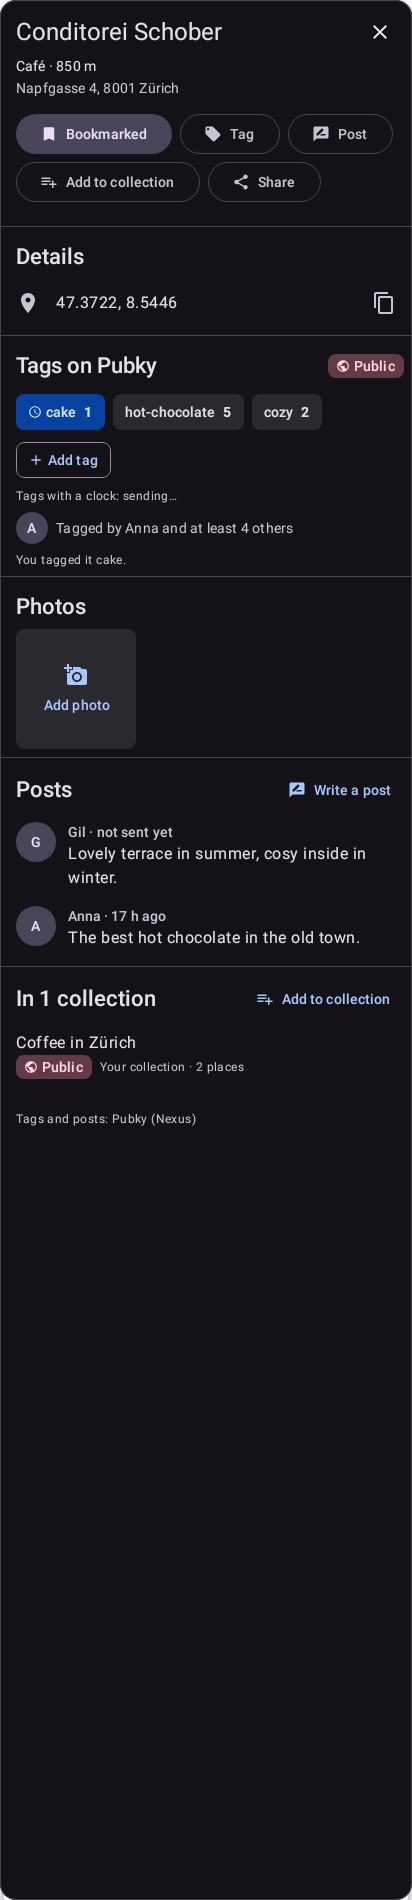 Conditorei Schober
Café · 850 m
Napfgasse 4, 8001 Zürich
Bookmarked
Tag
Post
Add to collection
Share
Details
47.3722, 8.5446
Tags on Pubky
Public
cake 1
hot-chocolate 5
cozy 2
Add tag
Tags with a clock: sending…
A
Tagged by Anna and at least 4 others
You tagged it cake.
Photos
Add photo
Posts
Write a post
G
Gil · not sent yet
Lovely terrace in summer, cosy inside in
winter.
A
Anna · 17 h ago
The best hot chocolate in the old town.
In 1 collection
Add to collection
Coffee in Zürich
Public
Your collection · 2 places
Tags and posts: Pubky (Nexus)